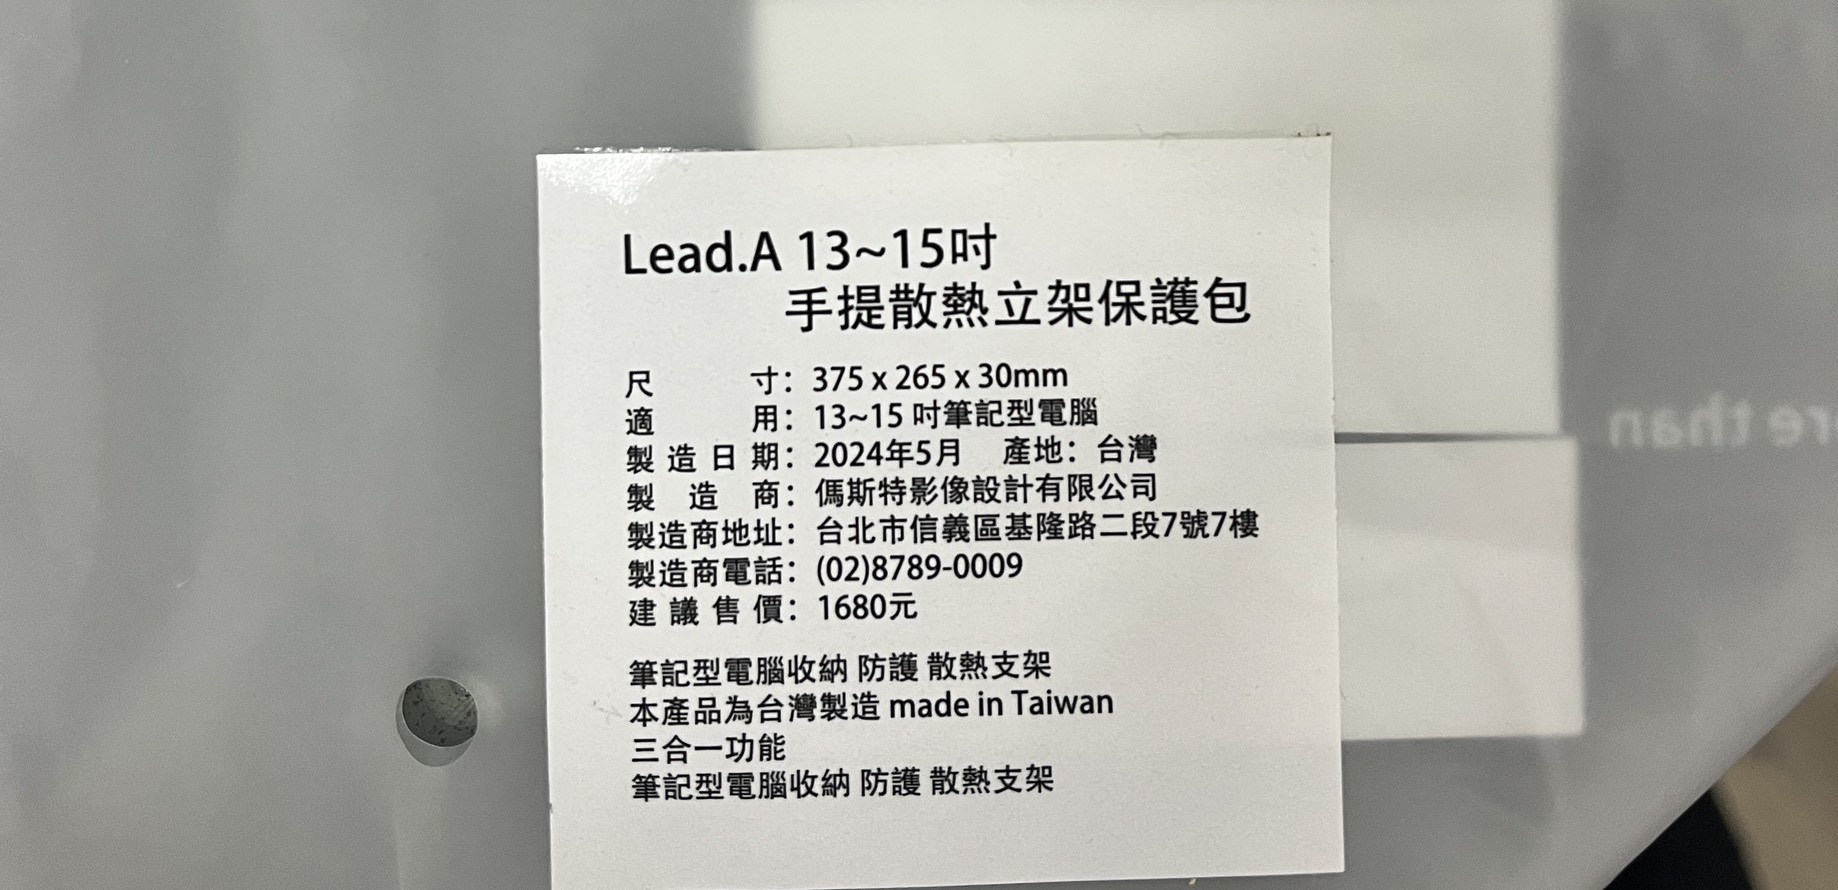 Lead.A 13~15吋
手提散熱立架保護包
尺寸：375 x 265 x 30mm
適用：13~15 吋筆記型電腦
製造日期：2024年5月 產地：台灣
製造商：傌斯特影像設計有限公司
製造商地址：台北市信義區基隆路二段7號7樓
製造商電話：(02)8789-0009
建議售價：1680元
筆記型電腦收納 防護 散熱支架
本產品為台灣製造 made in Taiwan
三合一功能
筆記型電腦收納 防護 散熱支架
than